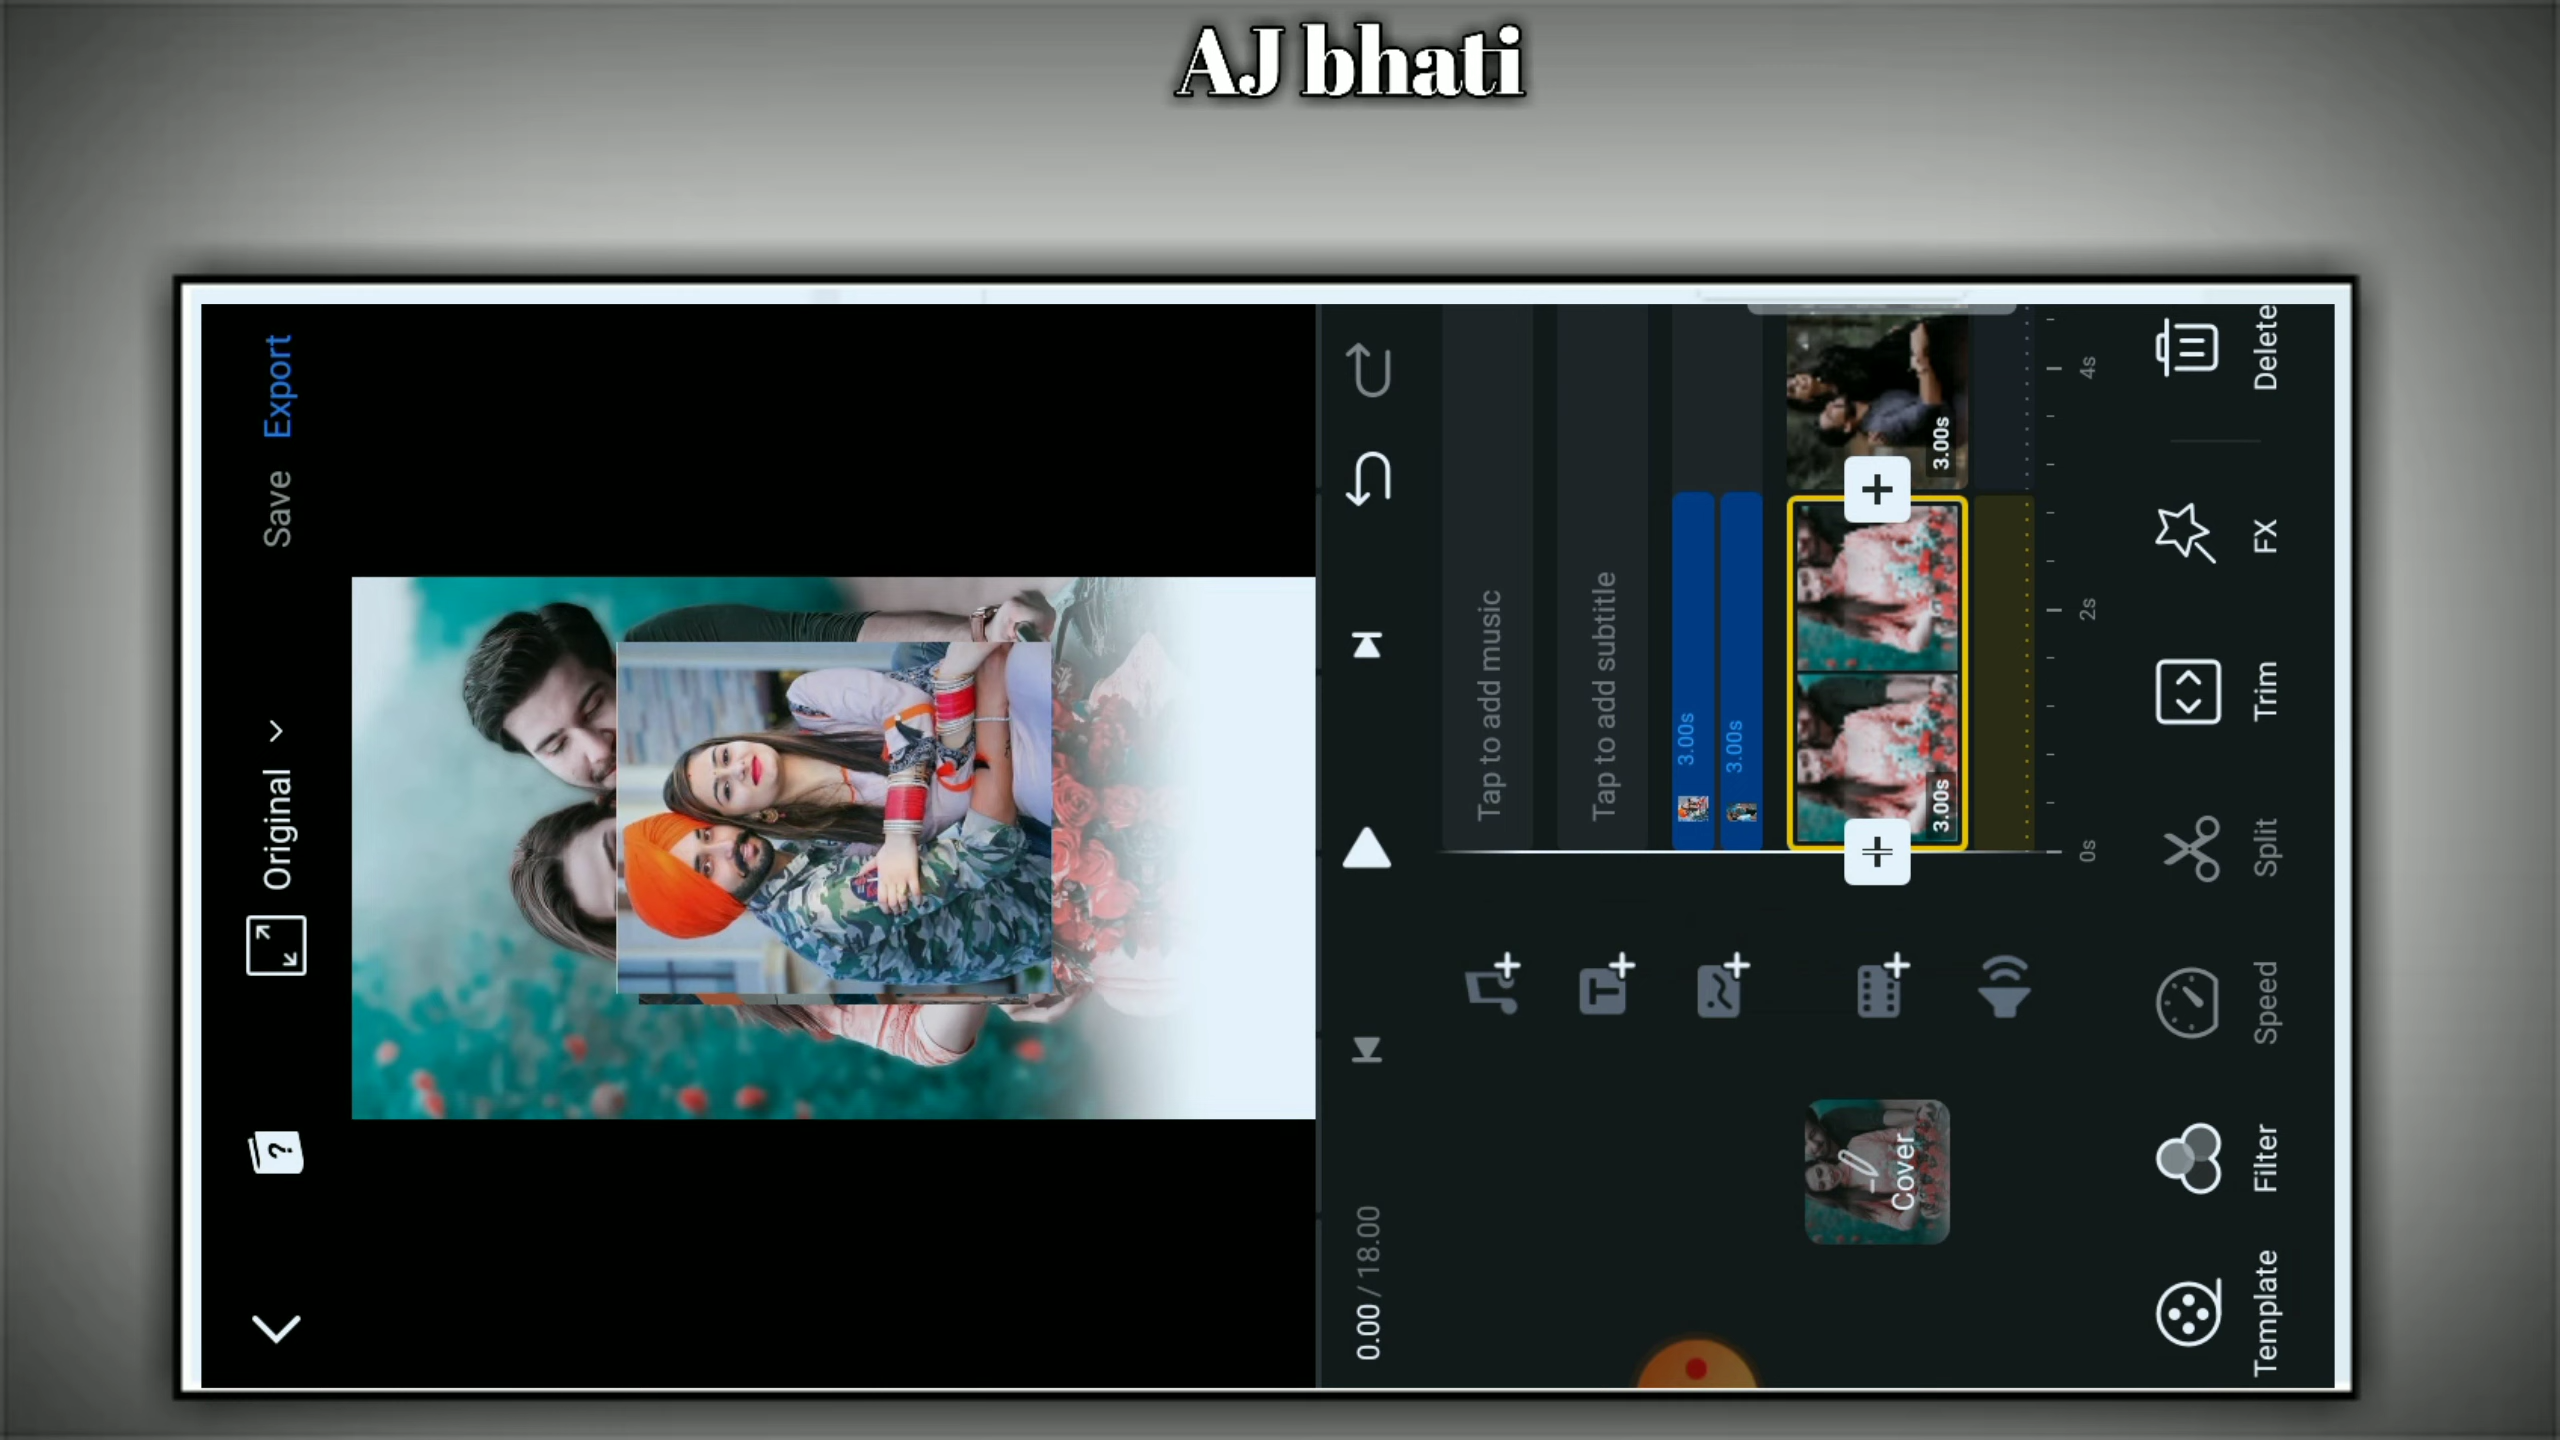 AJ bhati
Original
Save
Export
0.00 / 18.00
Tap to add music
Tap to add subtitle
3.00s
3.00s
Cover
3.00s
3.00s
0s
2s
4s
Template
Filter
Speed
Split
Trim
FX
Delete